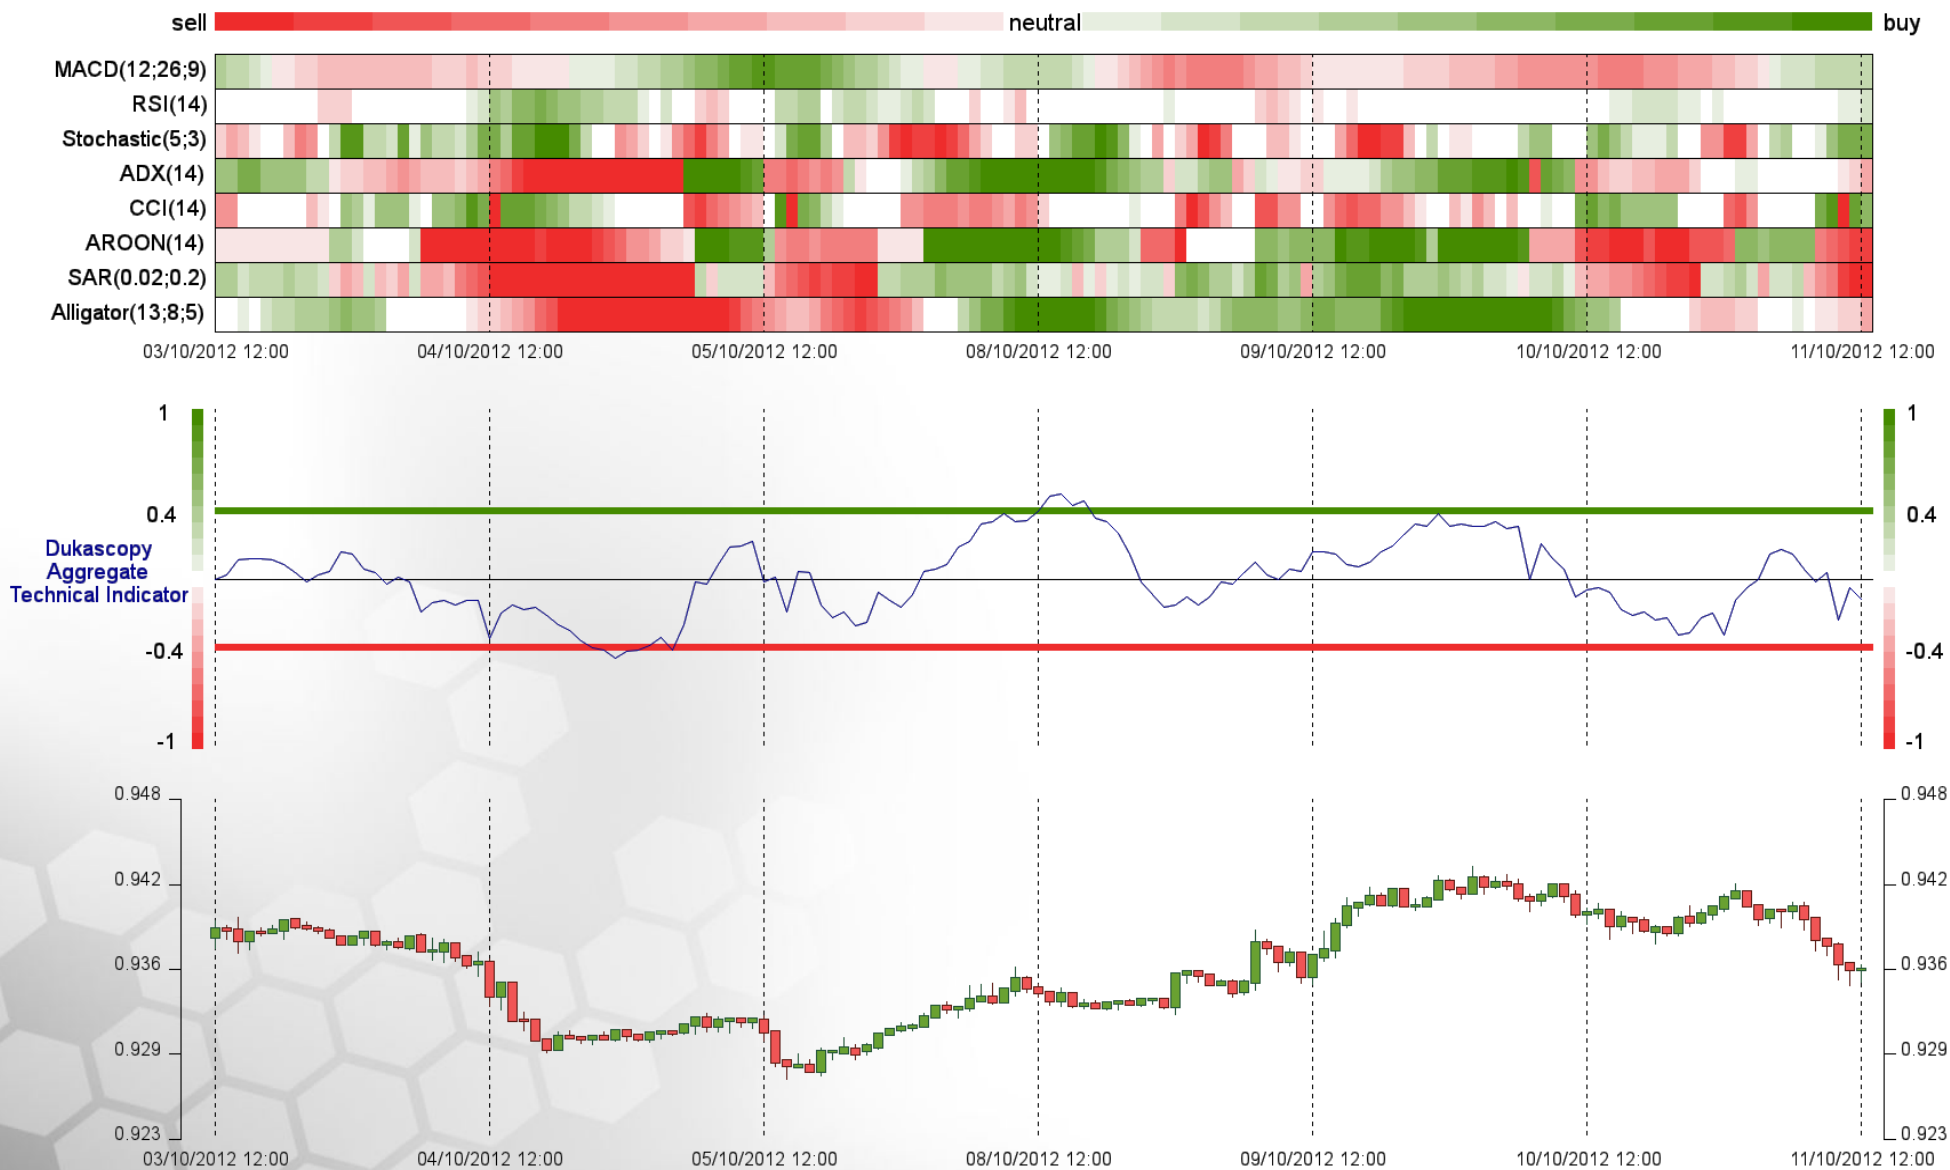 sell neutral buy
MACD(12;26;9)
RSI(14)
Stochastic(5;3)
ADX(14)
CCI(14)
AROON(14)
SAR(0.02;0.2)
Alligator(13;8;5)
03/10/2012 12:00 04/10/2012 12:00 05/10/2012 12:00 08/10/2012 12:00 09/10/2012 12:00 10/10/2012 12:00 11/10/2012 12:00
1 1
0.4 0.4
Dukascopy
Aggregate
Technical Indicator
-0.4 -0.4
-1 -1
0.948 0.948
0.942 0.942
0.936 0.936
0.929 0.929
0.923 0.923
03/10/2012 12:00 04/10/2012 12:00 05/10/2012 12:00 08/10/2012 12:00 09/10/2012 12:00 10/10/2012 12:00 11/10/2012 12:00